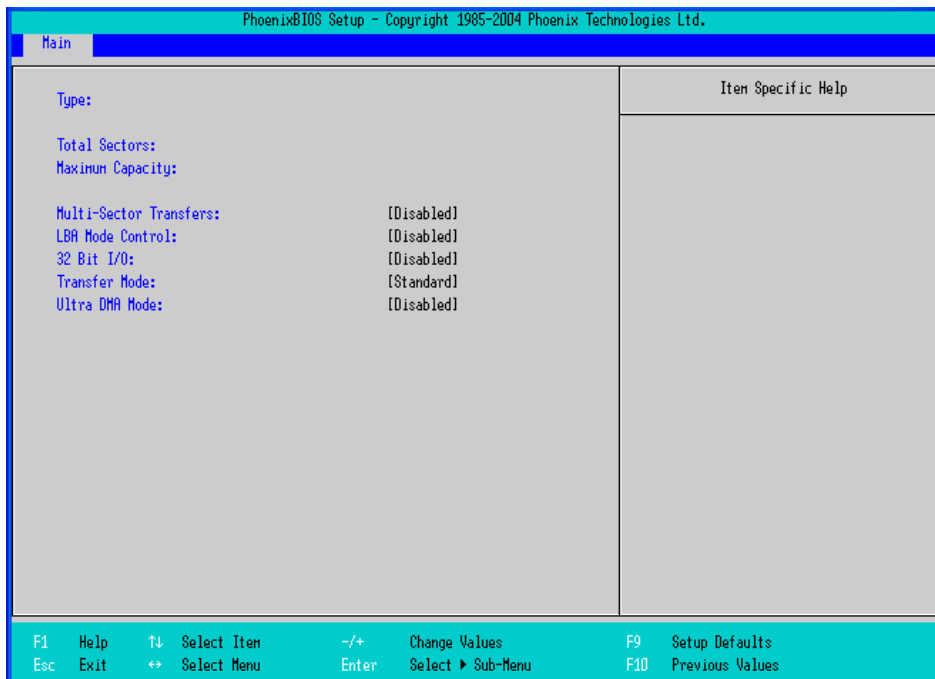 PhoenixBIOS Setup - Copyright 1985-2004 Phoenix Technologies Ltd.
Main
Item Specific Help
Type:
Total Sectors:
Maximum Capacity:
Multi-Sector Transfers: [Disabled]
LBA Mode Control: [Disabled]
32 Bit I/O: [Disabled]
Transfer Mode: [Standard]
Ultra DMA Mode: [Disabled]
F1 Help ↑↓ Select Item -/+ Change Values F9 Setup Defaults
Esc Exit ↔ Select Menu Enter Select ▶ Sub-Menu F10 Previous Values